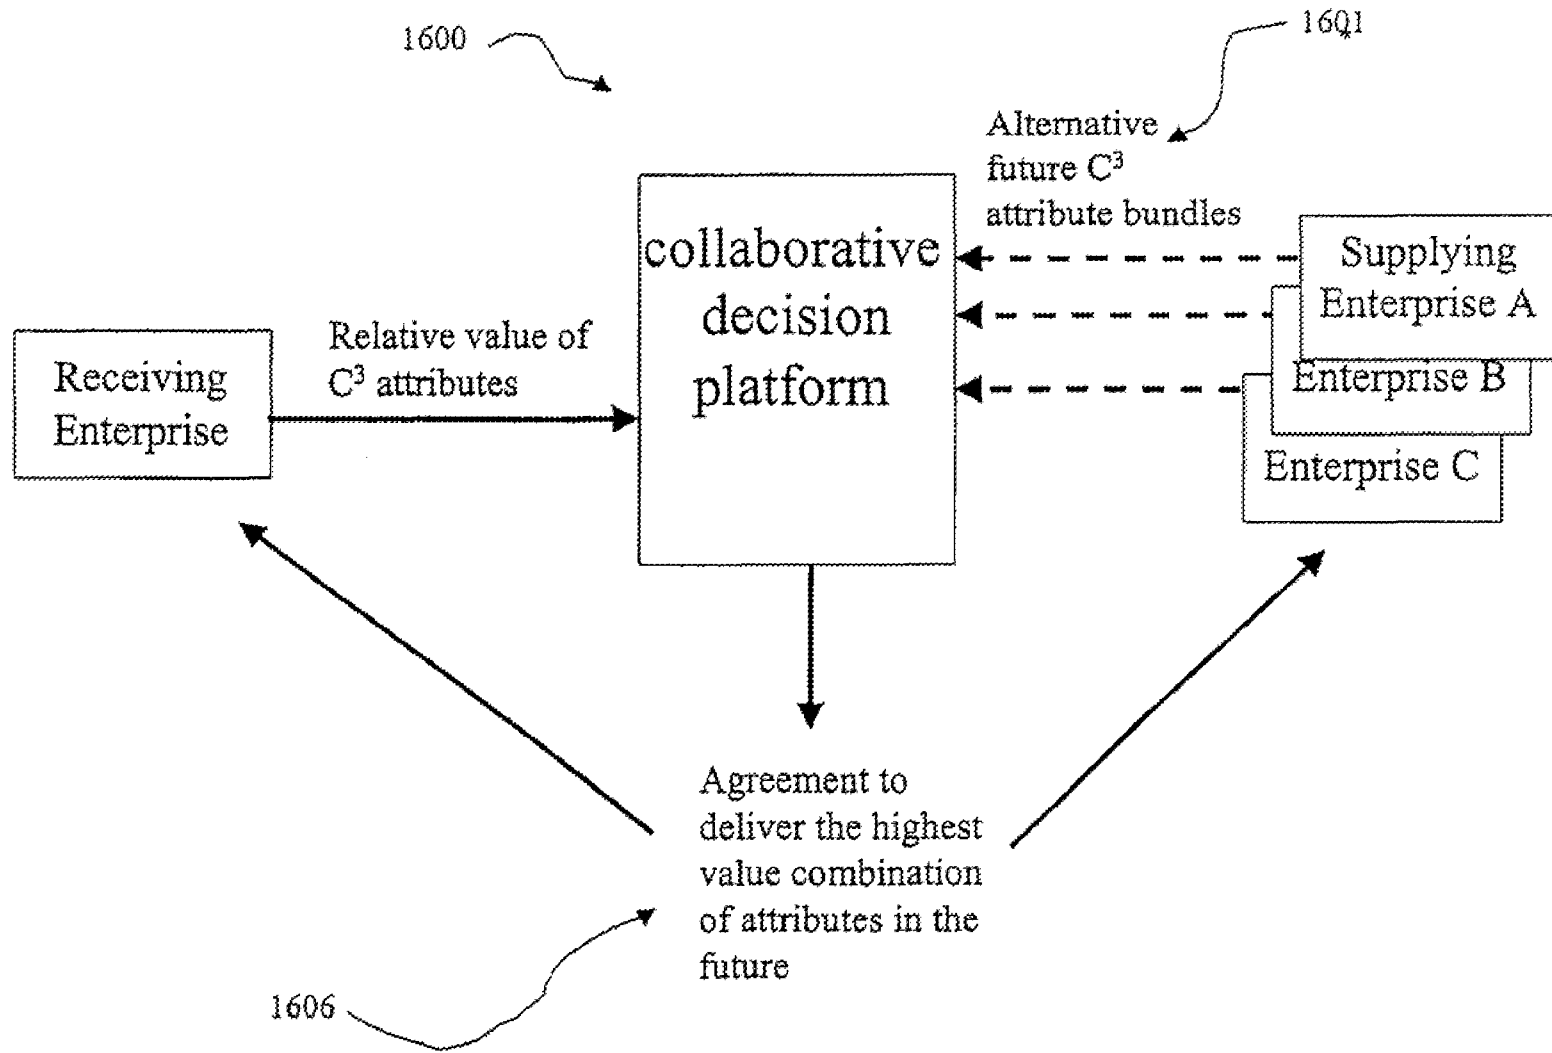 1600
1601
Alternative
future C³
attribute bundles
collaborative
decision
platform
Supplying
Enterprise A
Enterprise B
Enterprise C
Relative value of
C³ attributes
Receiving
Enterprise
Agreement to
deliver the highest
value combination
of attributes in the
future
1606